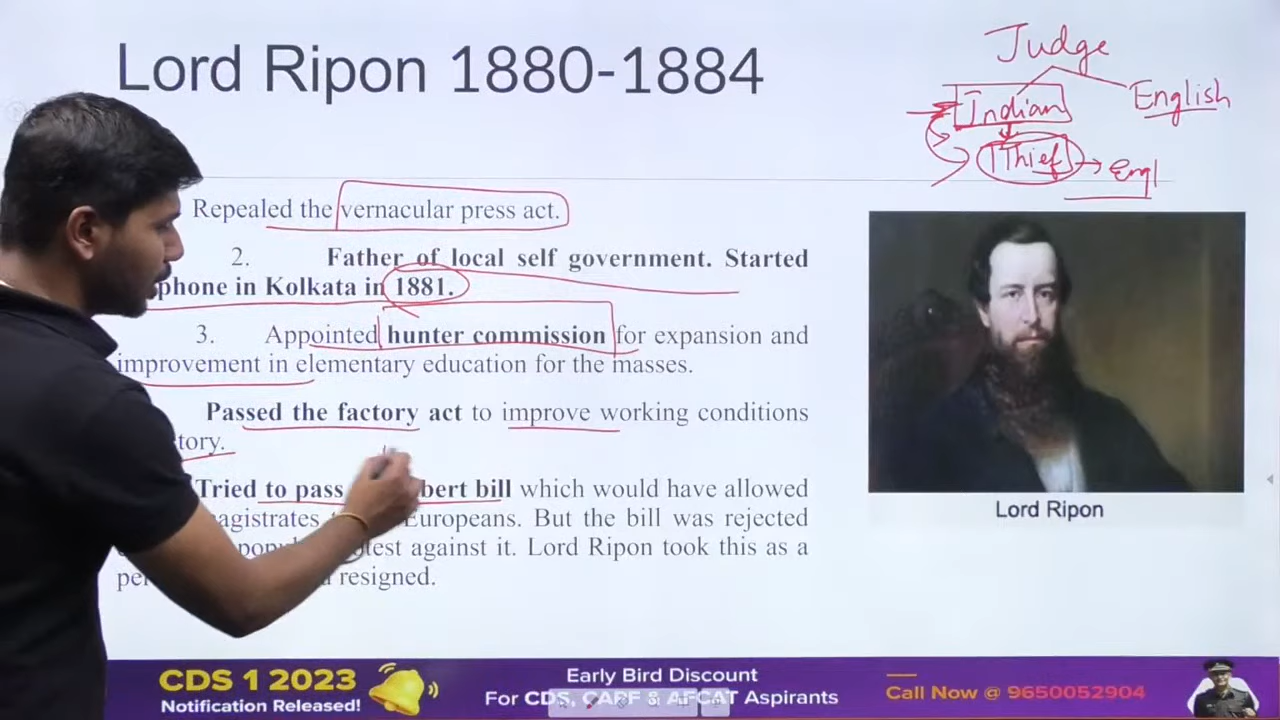 Lord Ripon 1880-1884
Judge
Indian
English
Thief
Engl
Repealed the vernacular press act.
2. Father of local self government. Started
phone in Kolkata in 1881.
3. Appointed hunter commission for expansion and
improvement in elementary education for the masses.
Passed the factory act to improve working conditions
tory.
Tried to pass bert bill which would have allowed
agistrates Europeans. But the bill was rejected
test against it. Lord Ripon took this as a
resigned.
Lord Ripon
CDS 1 2023
Notification Released!
Early Bird Discount
For CDS, CAPF & AFCAT Aspirants
Call Now @ 9650052904